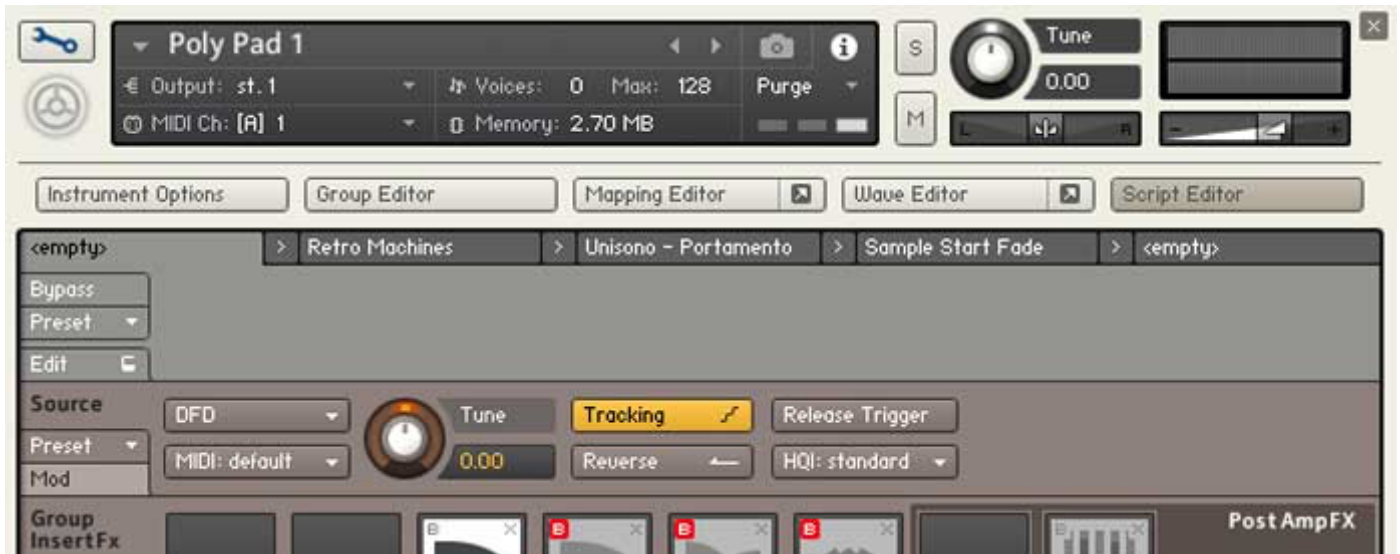 Poly Pad 1 i S Tune
Output: st.1 Voices: 0 Max: 128 Purge 0.00
MIDI Ch: [A] 1 Memory: 2.70 MB M L R - +
Instrument Options Group Editor Mapping Editor Wave Editor Script Editor
<empty> > Retro Machines > Unisono - Portamento > Sample Start Fade > <empty>
Bypass
Preset
Edit
Source DFD Tune Tracking Release Trigger
Preset MIDI: default 0.00 Reverse HQI: standard
Mod
Group B B B B B Post AmpFX
InsertFx